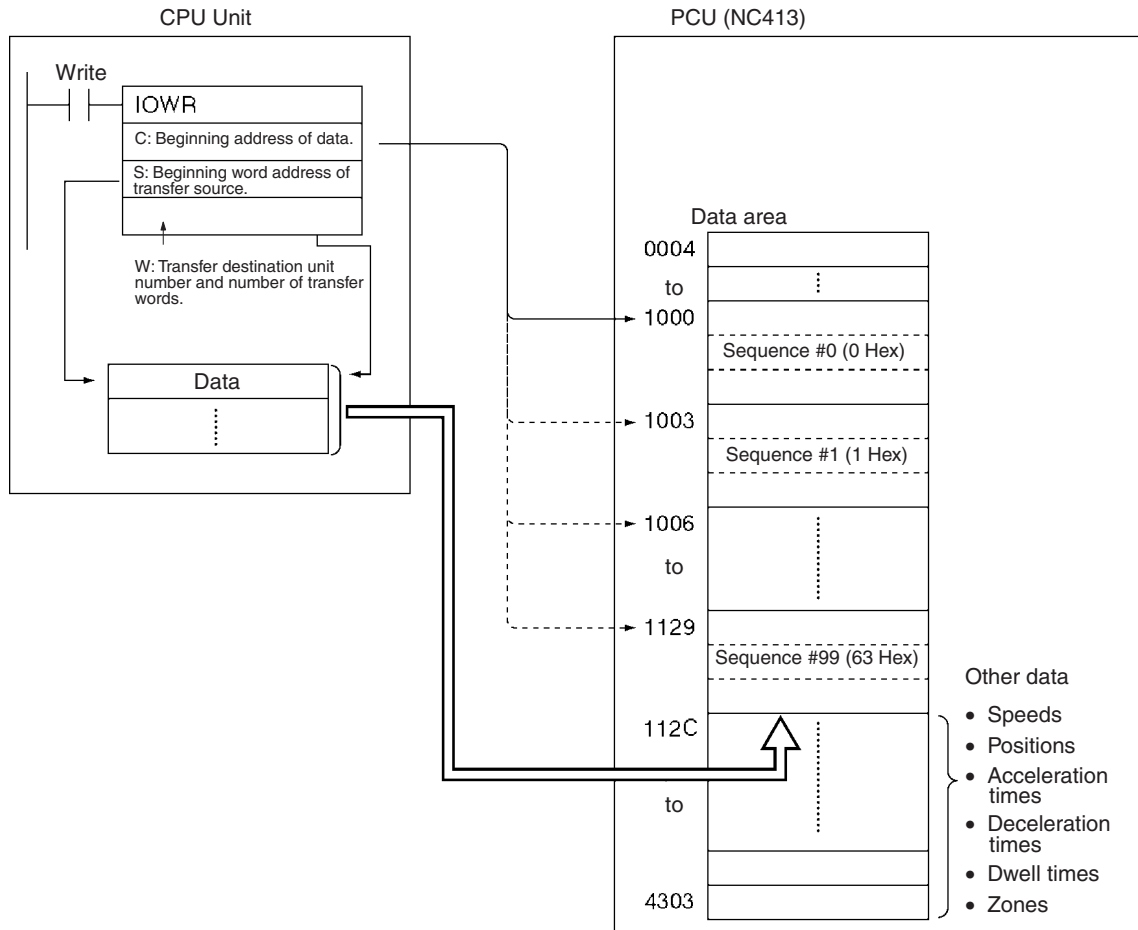 CPU Unit
PCU (NC413)
Write
IOWR
C: Beginning address of data.
S: Beginning word address of
transfer source.
W: Transfer destination unit
number and number of transfer
words.
Data
Data area
0004
to
1000
Sequence #0 (0 Hex)
1003
Sequence #1 (1 Hex)
1006
to
1129
Sequence #99 (63 Hex)
112C
to
4303
Other data
• Speeds
• Positions
• Acceleration
times
• Deceleration
times
• Dwell times
• Zones